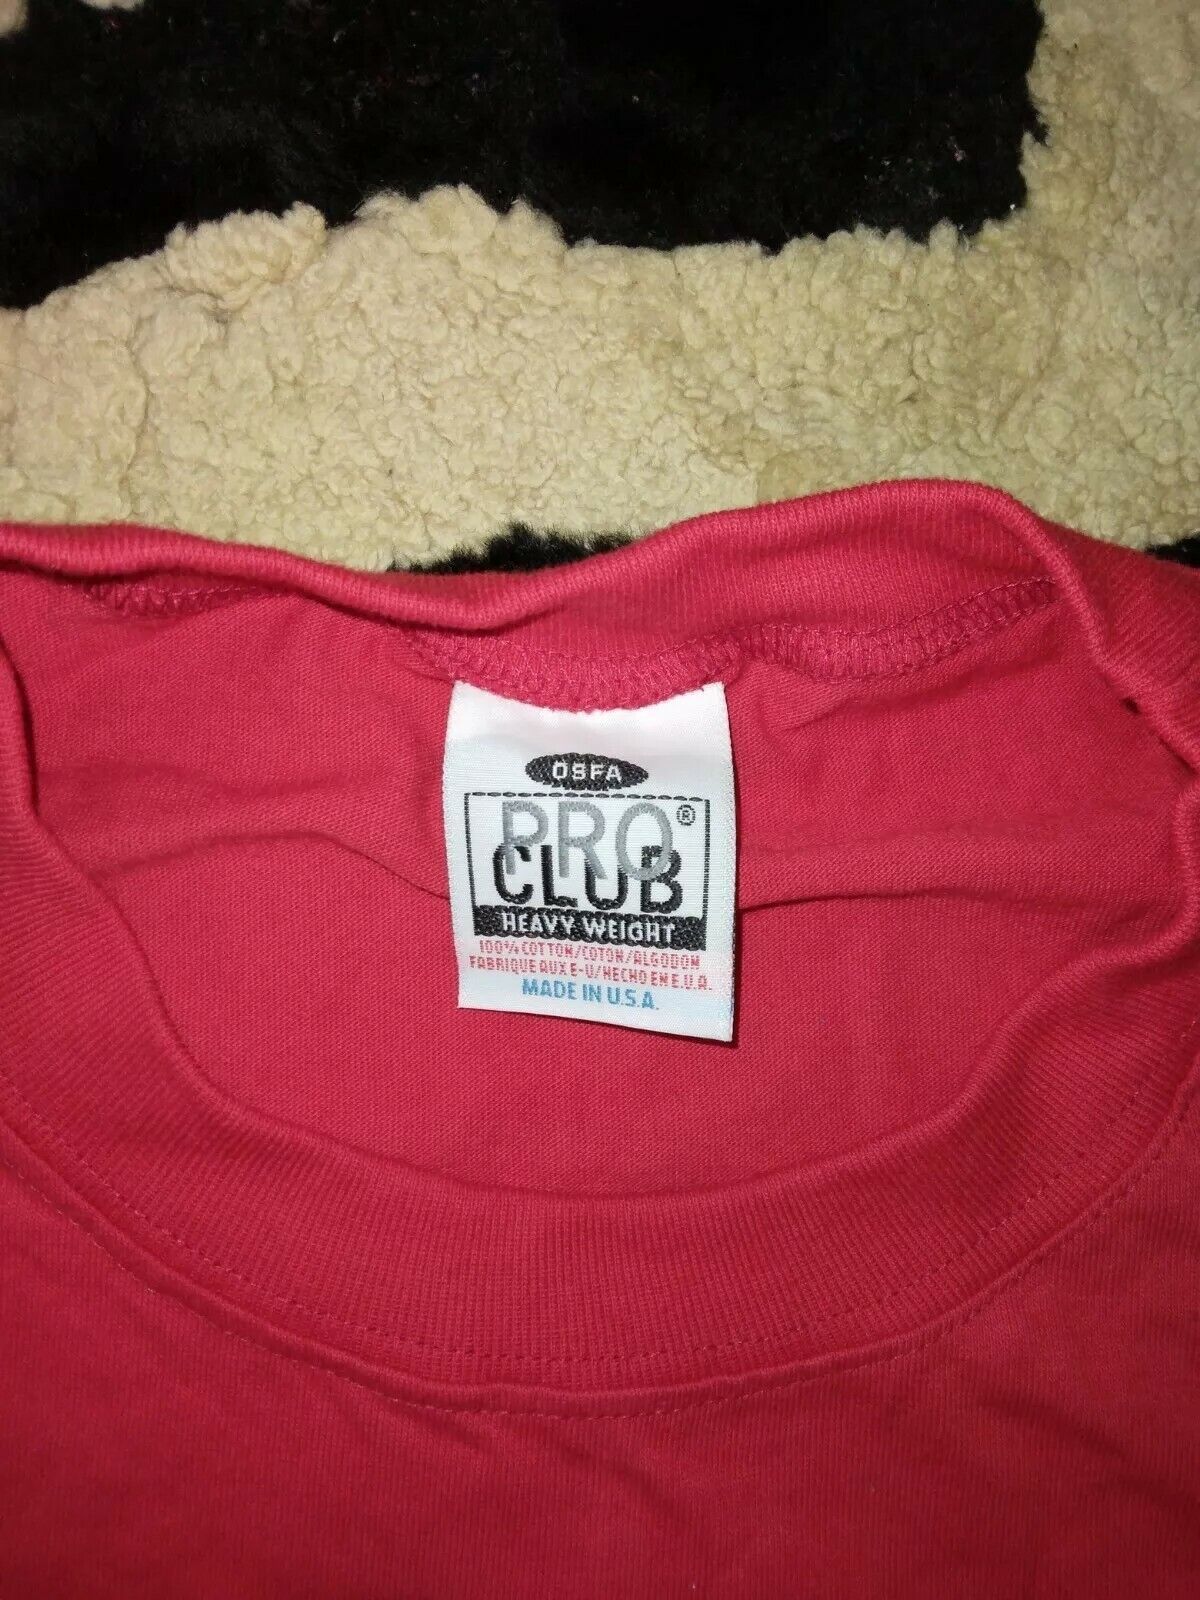 OSFA
PRO®
CLUB
HEAVY WEIGHT
100% COTTON/COTON/ALGODON
FABRIQUE AUX E-U/HECHO EN E.U.A.
MADE IN U.S.A.